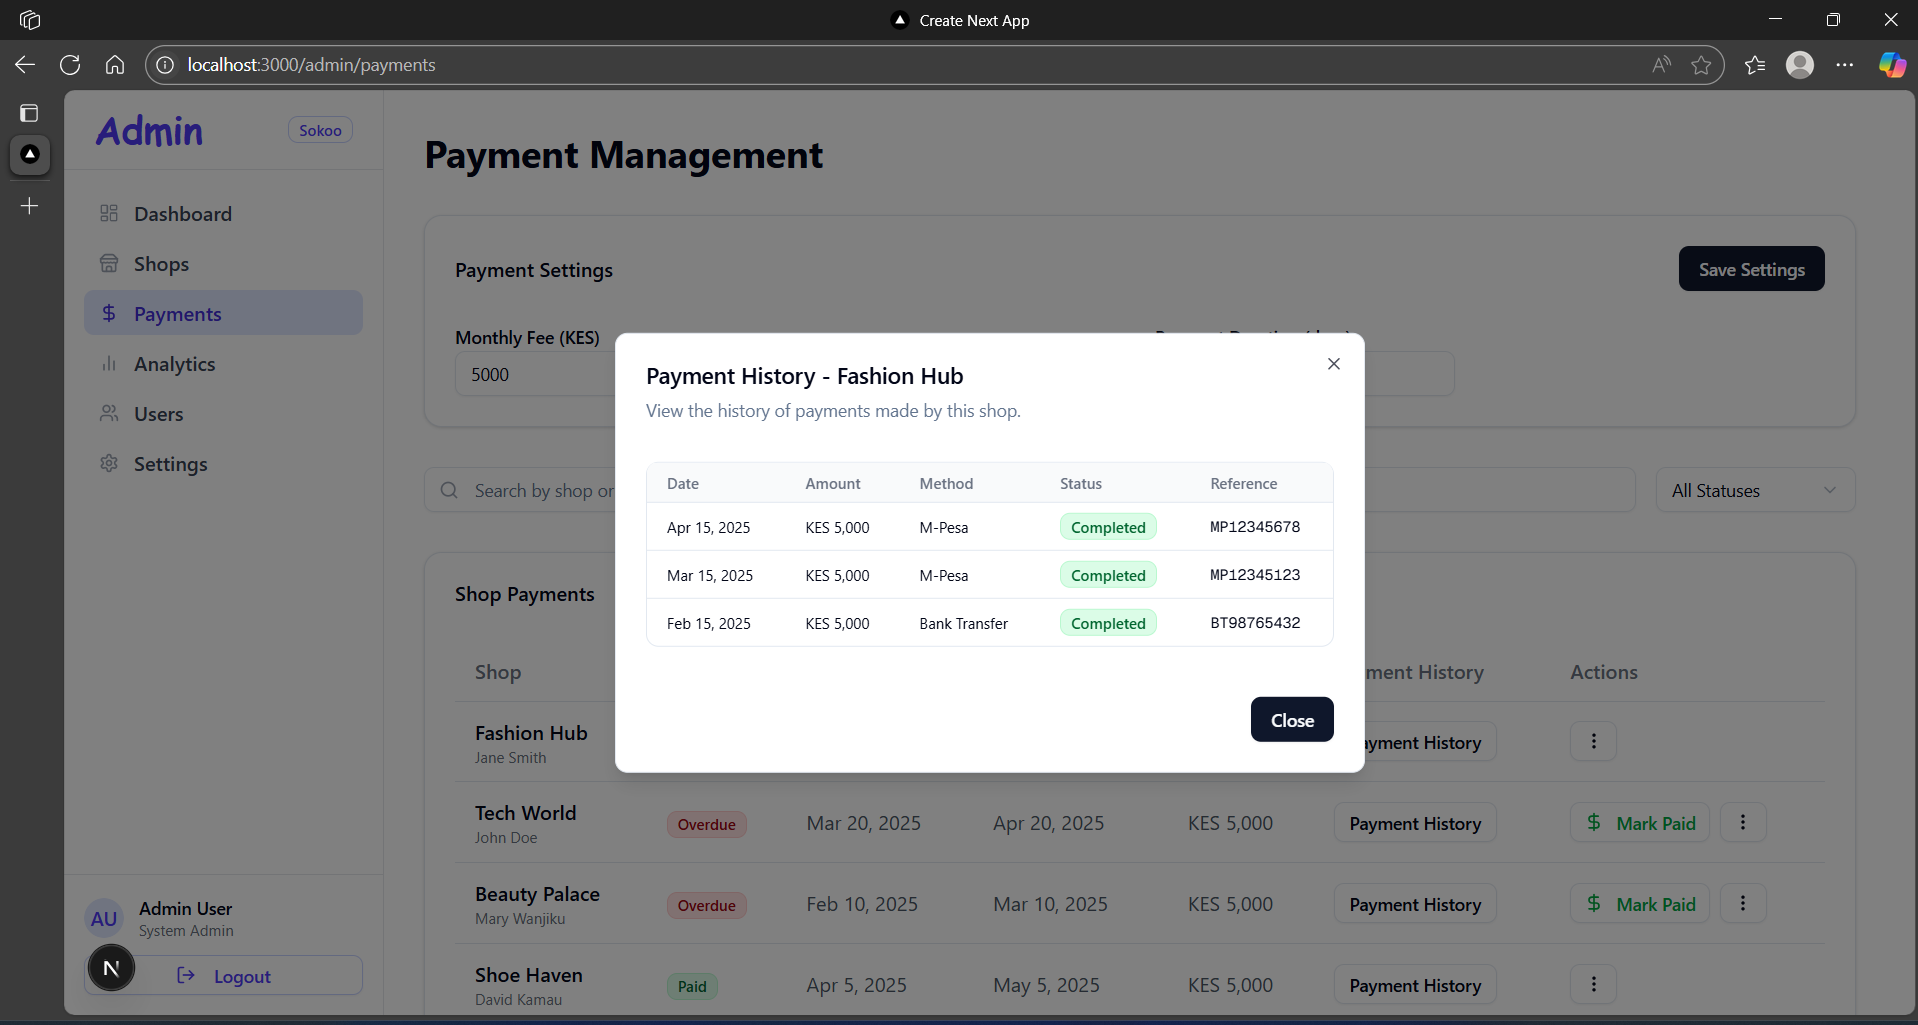 Create Next App
localhost:3000/admin/payments
Admin
Sokoo
Dashboard
Shops
Payments
Analytics
Users
Settings
AU
Admin User
System Admin
N
Logout
Payment Management
Payment Settings
Save Settings
Monthly Fee (KES)
5000
Search by shop or
All Statuses
Shop Payments
Shop
ment History
Actions
Fashion Hub
Jane Smith
yment History
Tech World
John Doe
Overdue
Mar 20, 2025
Apr 20, 2025
KES 5,000
Payment History
$ Mark Paid
Beauty Palace
Mary Wanjiku
Overdue
Feb 10, 2025
Mar 10, 2025
KES 5,000
Payment History
$ Mark Paid
Shoe Haven
David Kamau
Paid
Apr 5, 2025
May 5, 2025
KES 5,000
Payment History
Payment History - Fashion Hub
View the history of payments made by this shop.
Date Amount Method Status Reference
Apr 15, 2025 KES 5,000 M-Pesa Completed MP12345678
Mar 15, 2025 KES 5,000 M-Pesa Completed MP12345123
Feb 15, 2025 KES 5,000 Bank Transfer Completed BT98765432
Close